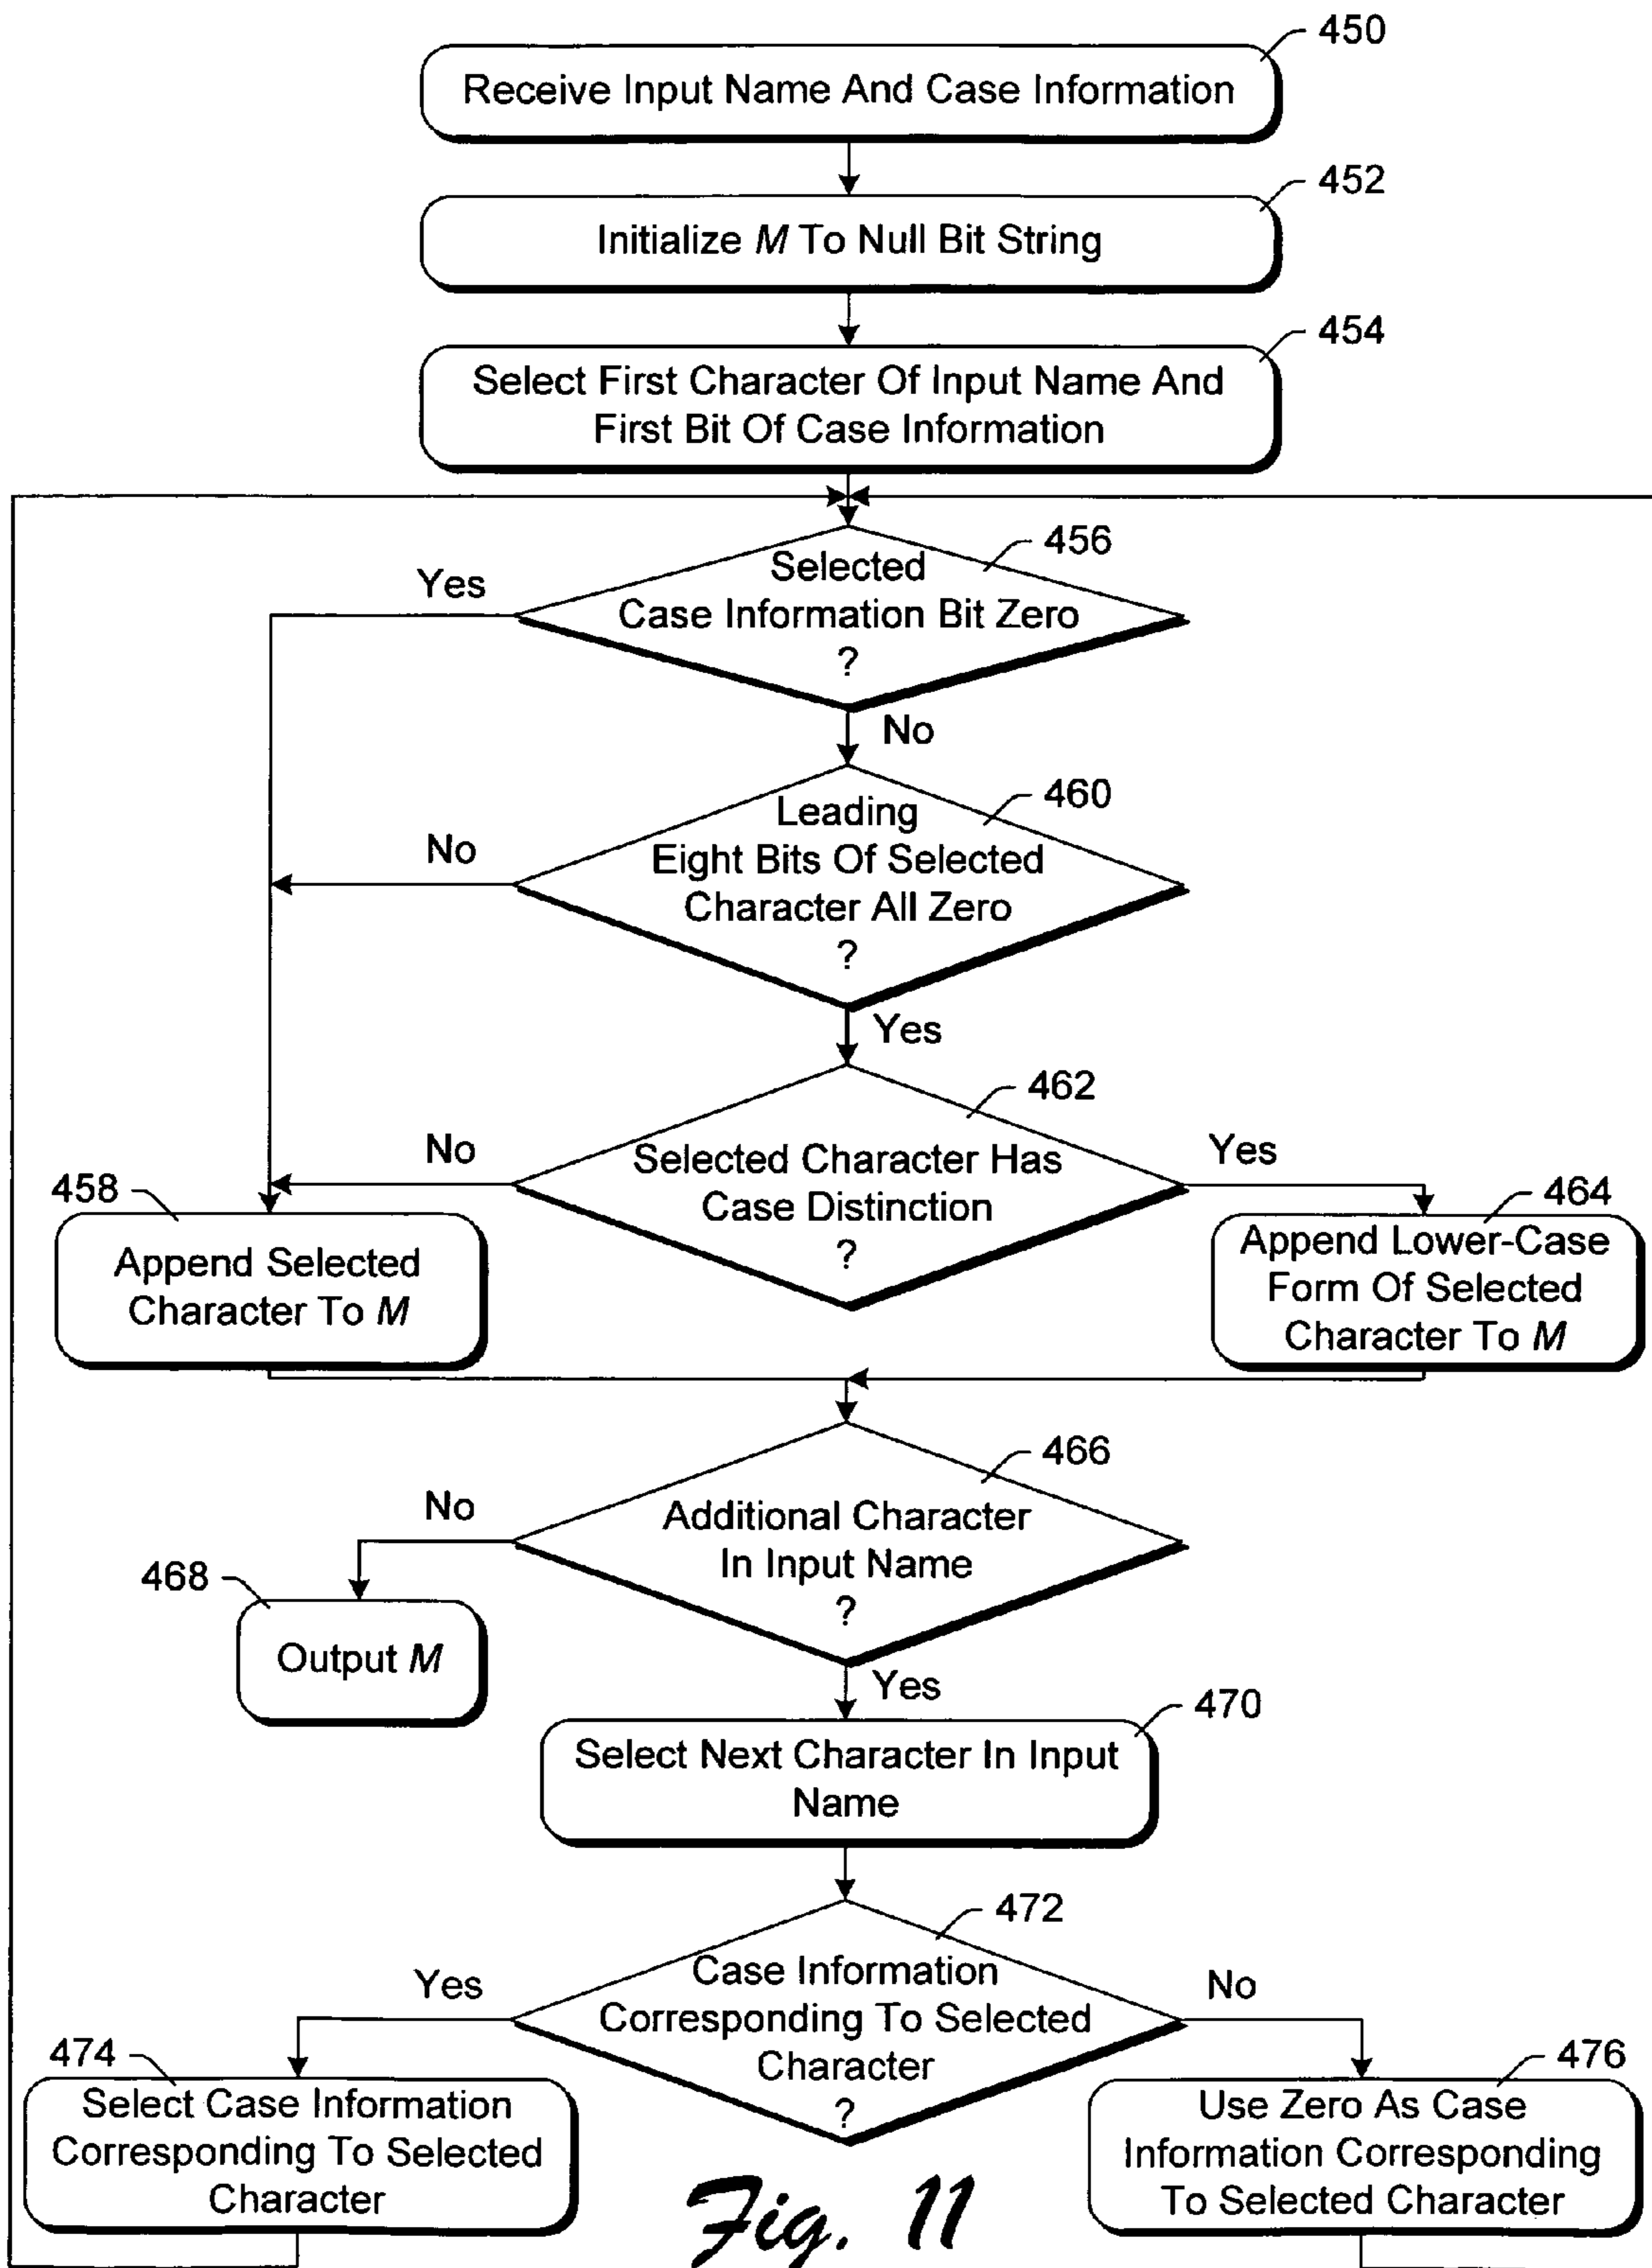 450
Receive Input Name And Case Information
452
Initialize M To Null Bit String
454
Select First Character Of Input Name And
First Bit Of Case Information
456
Selected
Case Information Bit Zero
?
Yes
No
460
Leading
Eight Bits Of Selected
Character All Zero
?
No
Yes
462
Selected Character Has
Case Distinction
?
No
Yes
458
Append Selected
Character To M
464
Append Lower-Case
Form Of Selected
Character To M
466
Additional Character
In Input Name
?
No
468
Output M
Yes
470
Select Next Character In Input
Name
472
Case Information
Corresponding To Selected
Character
?
Yes
No
474
Select Case Information
Corresponding To Selected
Character
476
Use Zero As Case
Information Corresponding
To Selected Character
Fig. 11